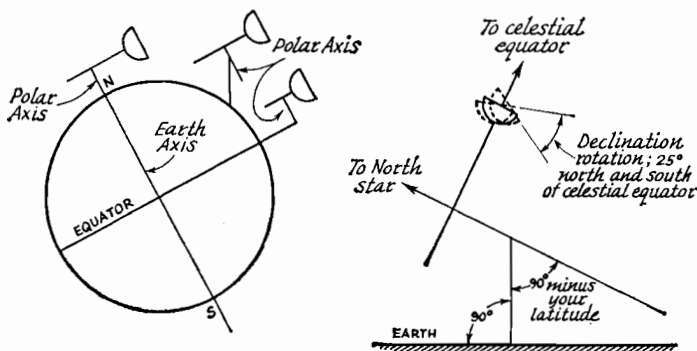 Polar
Axis
N
Earth
Axis
EQUATOR
S
Polar Axis
To celestial
equator
Declination
rotation; 25°
north and south
of celestial equator
To North
star
90° minus
your
latitude
90°
EARTH